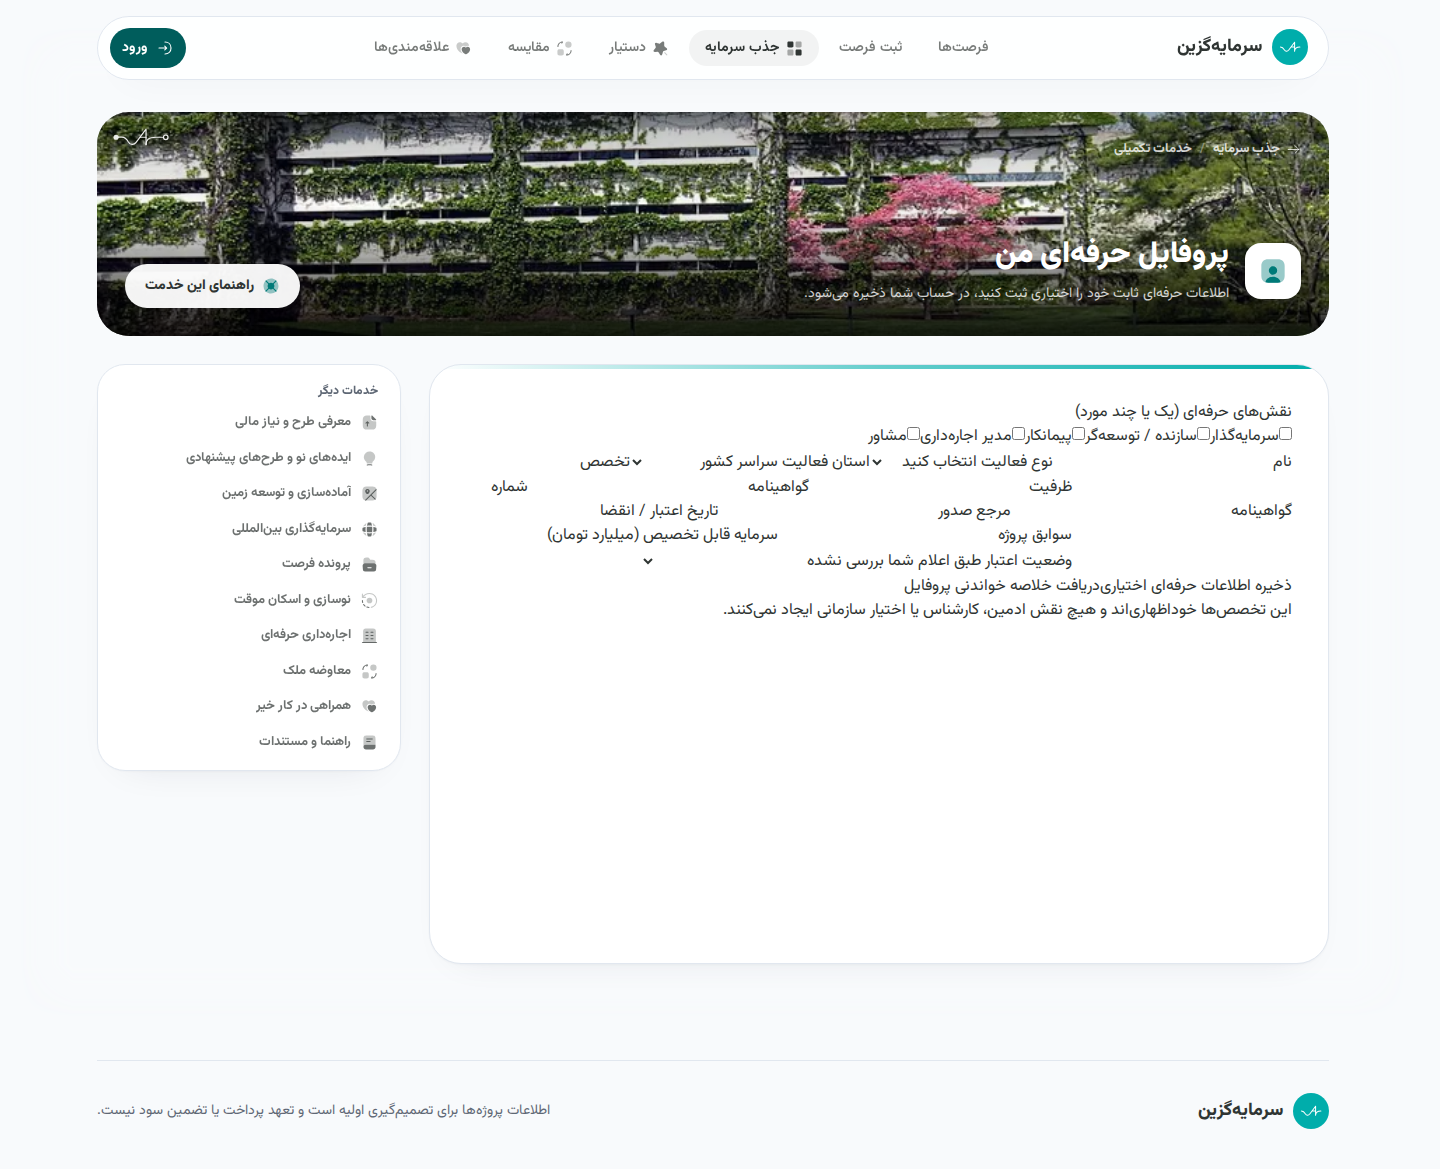 سرمایه‌گزین
فرصت‌ها
ثبت فرصت
جذب سرمایه
دستیار
مقایسه
علاقه‌مندی‌ها
ورود
جذب سرمایه / خدمات تکمیلی
پروفایل حرفه‌ای من
اطلاعات حرفه‌ای ثابت خود را اختیاری ثبت کنید، در حساب شما ذخیره می‌شود.
راهنمای این خدمت
نقش‌های حرفه‌ای (یک یا چند مورد)
سرمایه‌گذار سازنده / توسعه‌گر پیمانکار مدیر اجاره‌داری مشاور
نام نوع فعالیت انتخاب کنید استان فعالیت سراسر کشور تخصص
ظرفیت گواهینامه شماره
گواهینامه مرجع صدور تاریخ اعتبار / انقضا
سوابق پروژه سرمایه قابل تخصیص (میلیارد تومان)
وضعیت اعتبار طبق اعلام شما بررسی نشده
ذخیره اطلاعات حرفه‌ای اختیاری دریافت خلاصه خواندنی پروفایل
این تخصص‌ها خوداظهاری‌اند و هیچ نقش ادمین، کارشناس یا اختیار سازمانی ایجاد نمی‌کنند.
خدمات دیگر
معرفی طرح و نیاز مالی
ایده‌های نو و طرح‌های پیشنهادی
آماده‌سازی و توسعه زمین
سرمایه‌گذاری بین‌المللی
پرونده فرصت
نوسازی و اسکان موقت
اجاره‌داری حرفه‌ای
معاوضه ملک
همراهی در کار خیر
راهنما و مستندات
سرمایه‌گزین
اطلاعات پروژه‌ها برای تصمیم‌گیری اولیه است و تعهد پرداخت یا تضمین سود نیست.